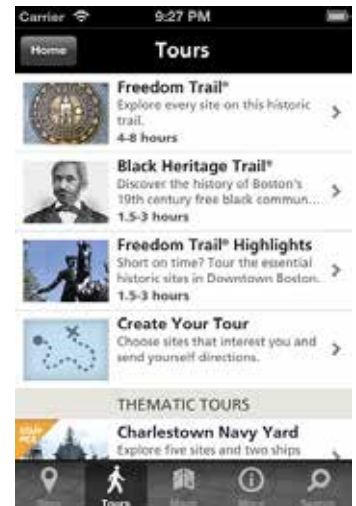 Carrier 9:27 PM
Home Tours
Freedom Trail®
Explore every site on this historic
trail.
4-8 hours
Black Heritage Trail®
Discover the history of Boston's
19th century free black commun...
1.5-3 hours
Freedom Trail® Highlights
Short on time? Tour the essential
historic sites in Downtown Boston.
1.5-3 hours
Create Your Tour
Choose sites that interest you and
send yourself directions.
THEMATIC TOURS
STAFF PICK
Charlestown Navy Yard
Explore five sites and two ships
Tours Search